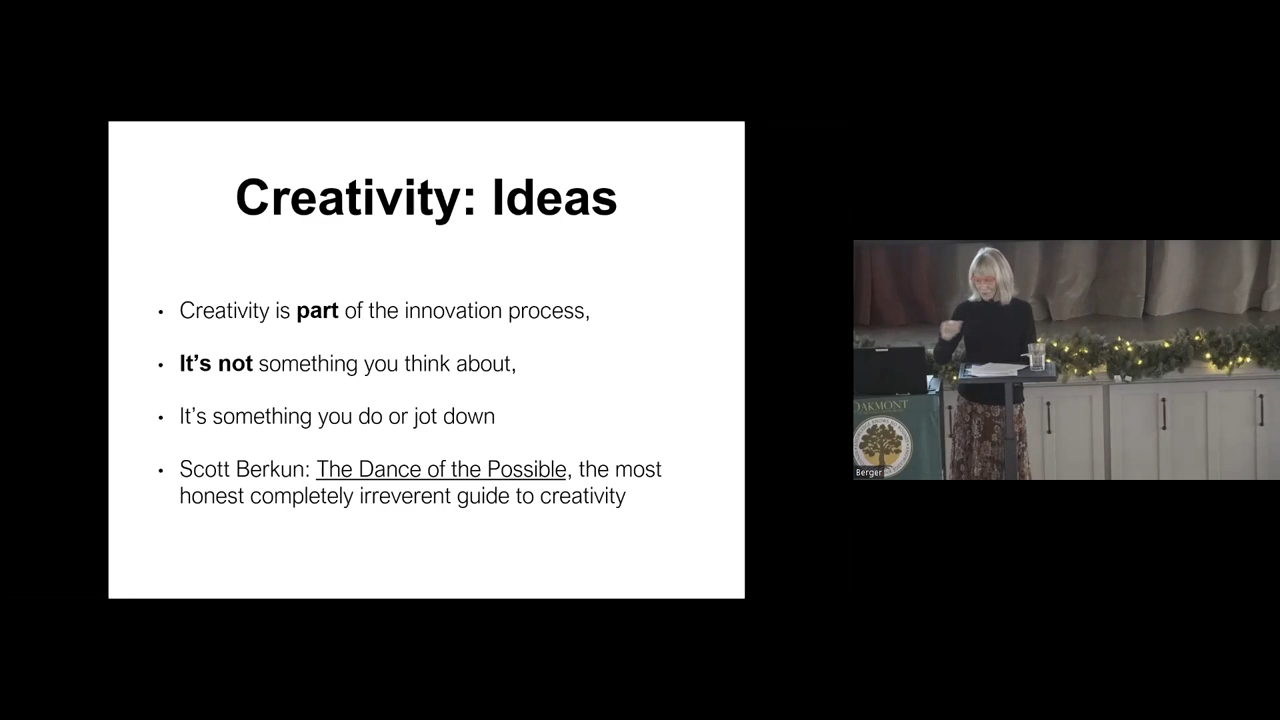 Creativity: Ideas
• Creativity is part of the innovation process,
• It’s not something you think about,
• It’s something you do or jot down
• Scott Berkun: The Dance of the Possible, the most
honest completely irreverent guide to creativity
OAKMONT
Berger